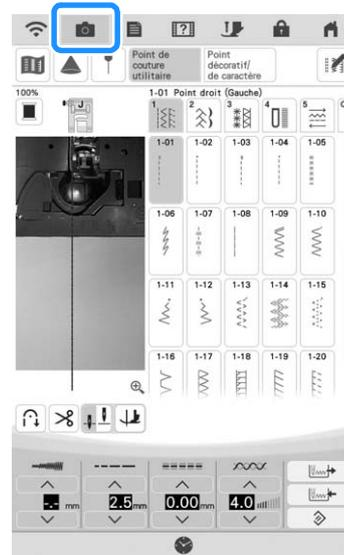 Point de
couture
utilitaire
Point
décoratif/
de caractère
100%
1-01 Point droit (Gauche)
J
1 2 3 4 5
1-01 1-02 1-03 1-04 1-05
1-06 1-07 1-08 1-09 1-10
1-11 1-12 1-13 1-14 1-15
1-16 1-17 1-18 1-19 1-20
-.- mm 2.5 mm 0.00 mm 4.0